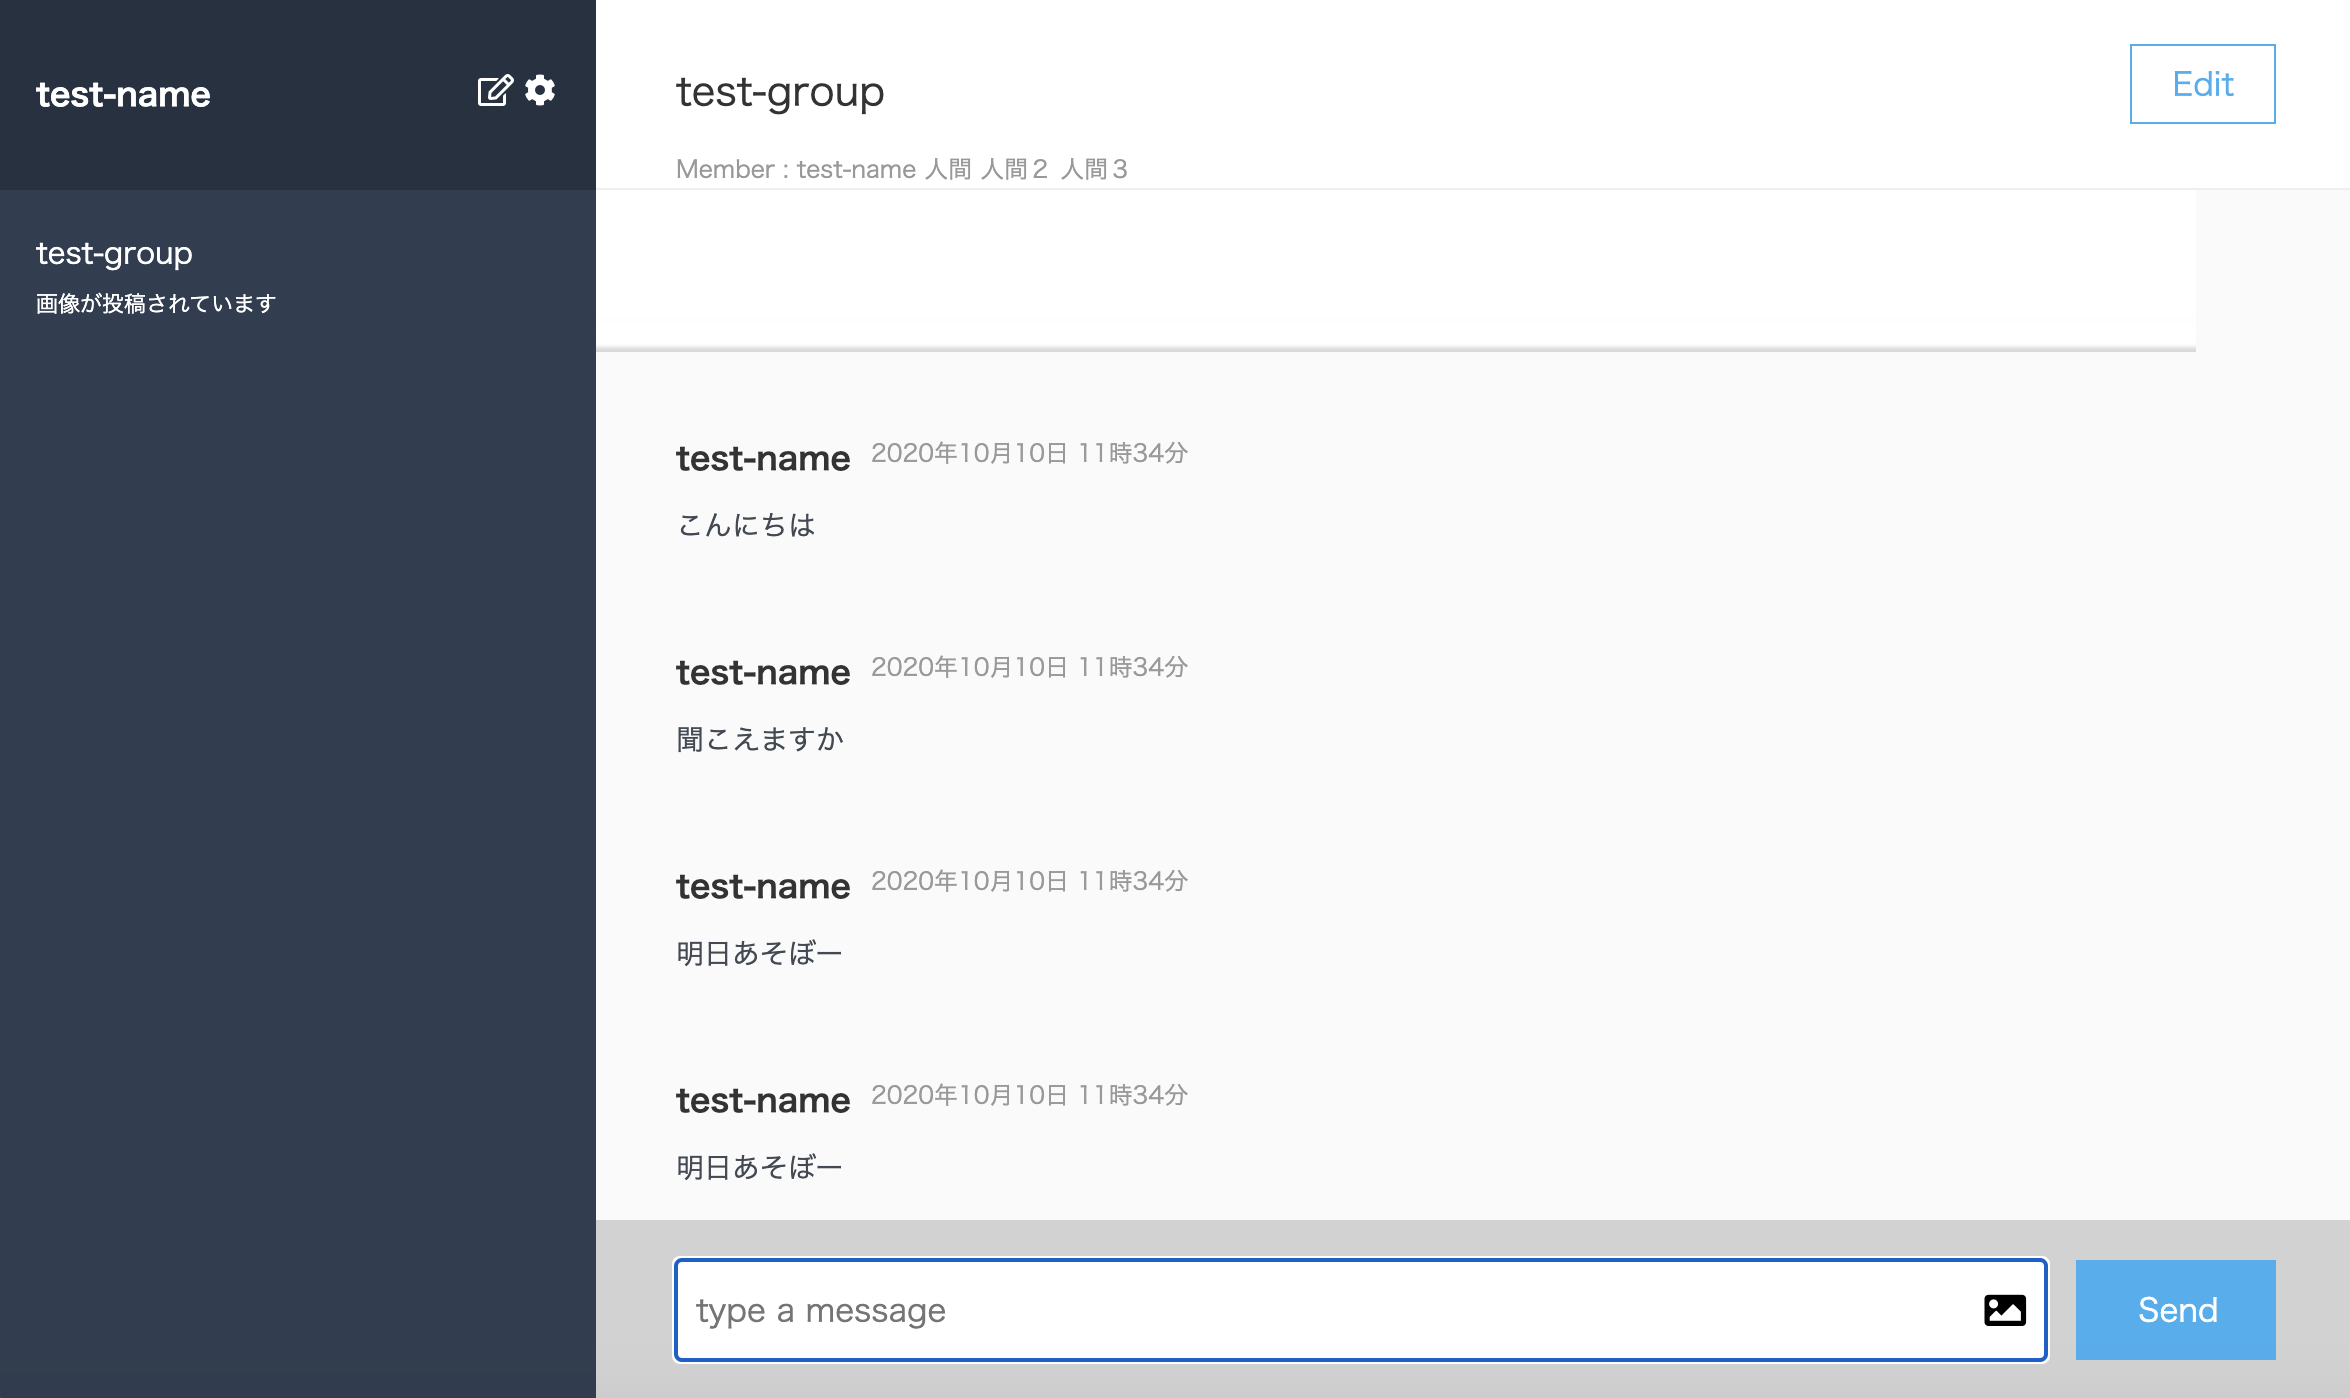 test-name
test-group
画像が投稿されています
test-group
Edit
Member : test-name 人間 人間２ 人間３
test-name 2020年10月10日 11時34分
こんにちは
test-name 2020年10月10日 11時34分
聞こえますか
test-name 2020年10月10日 11時34分
明日あそぼー
test-name 2020年10月10日 11時34分
明日あそぼー
type a message
Send